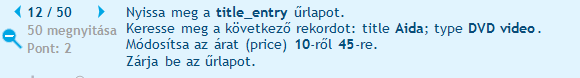 12 / 50
50 megnyitása
Pont: 2
Nyissa meg a title_entry űrlapot.
Keresse meg a következő rekordot: title Aida; type DVD video.
Módosítsa az árat (price) 10-ről 45-re.
Zárja be az űrlapot.